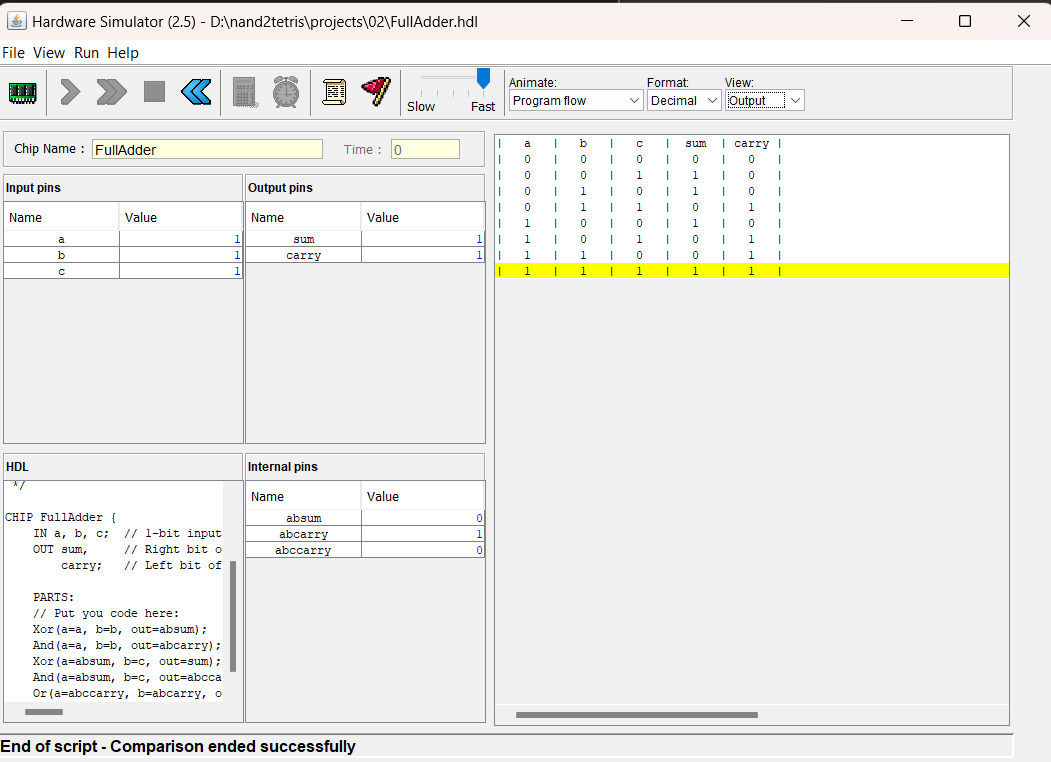 Hardware Simulator (2.5) - D:\nand2tetris\projects\02\FullAdder.hdl
File View Run Help
Slow Fast
Animate: Format: View:
Program flow Decimal Output
Chip Name : FullAdder Time : 0
Input pins
Name Value
a 1
b 1
c 1
Output pins
Name Value
sum 1
carry 1
| a | b | c | sum | carry |
| 0 | 0 | 0 | 0 | 0 |
| 0 | 0 | 1 | 1 | 0 |
| 0 | 1 | 0 | 1 | 0 |
| 0 | 1 | 1 | 0 | 1 |
| 1 | 0 | 0 | 1 | 0 |
| 1 | 0 | 1 | 0 | 1 |
| 1 | 1 | 0 | 0 | 1 |
| 1 | 1 | 1 | 1 | 1 |
HDL
*/
CHIP FullAdder {
IN a, b, c; // 1-bit input
OUT sum, // Right bit o
carry; // Left bit of
PARTS:
// Put you code here:
Xor(a=a, b=b, out=absum);
And(a=a, b=b, out=abcarry);
Xor(a=absum, b=c, out=sum);
And(a=absum, b=c, out=abcca
Or(a=abccarry, b=abcarry, o
Internal pins
Name Value
absum 0
abcarry 1
abccarry 0
End of script - Comparison ended successfully